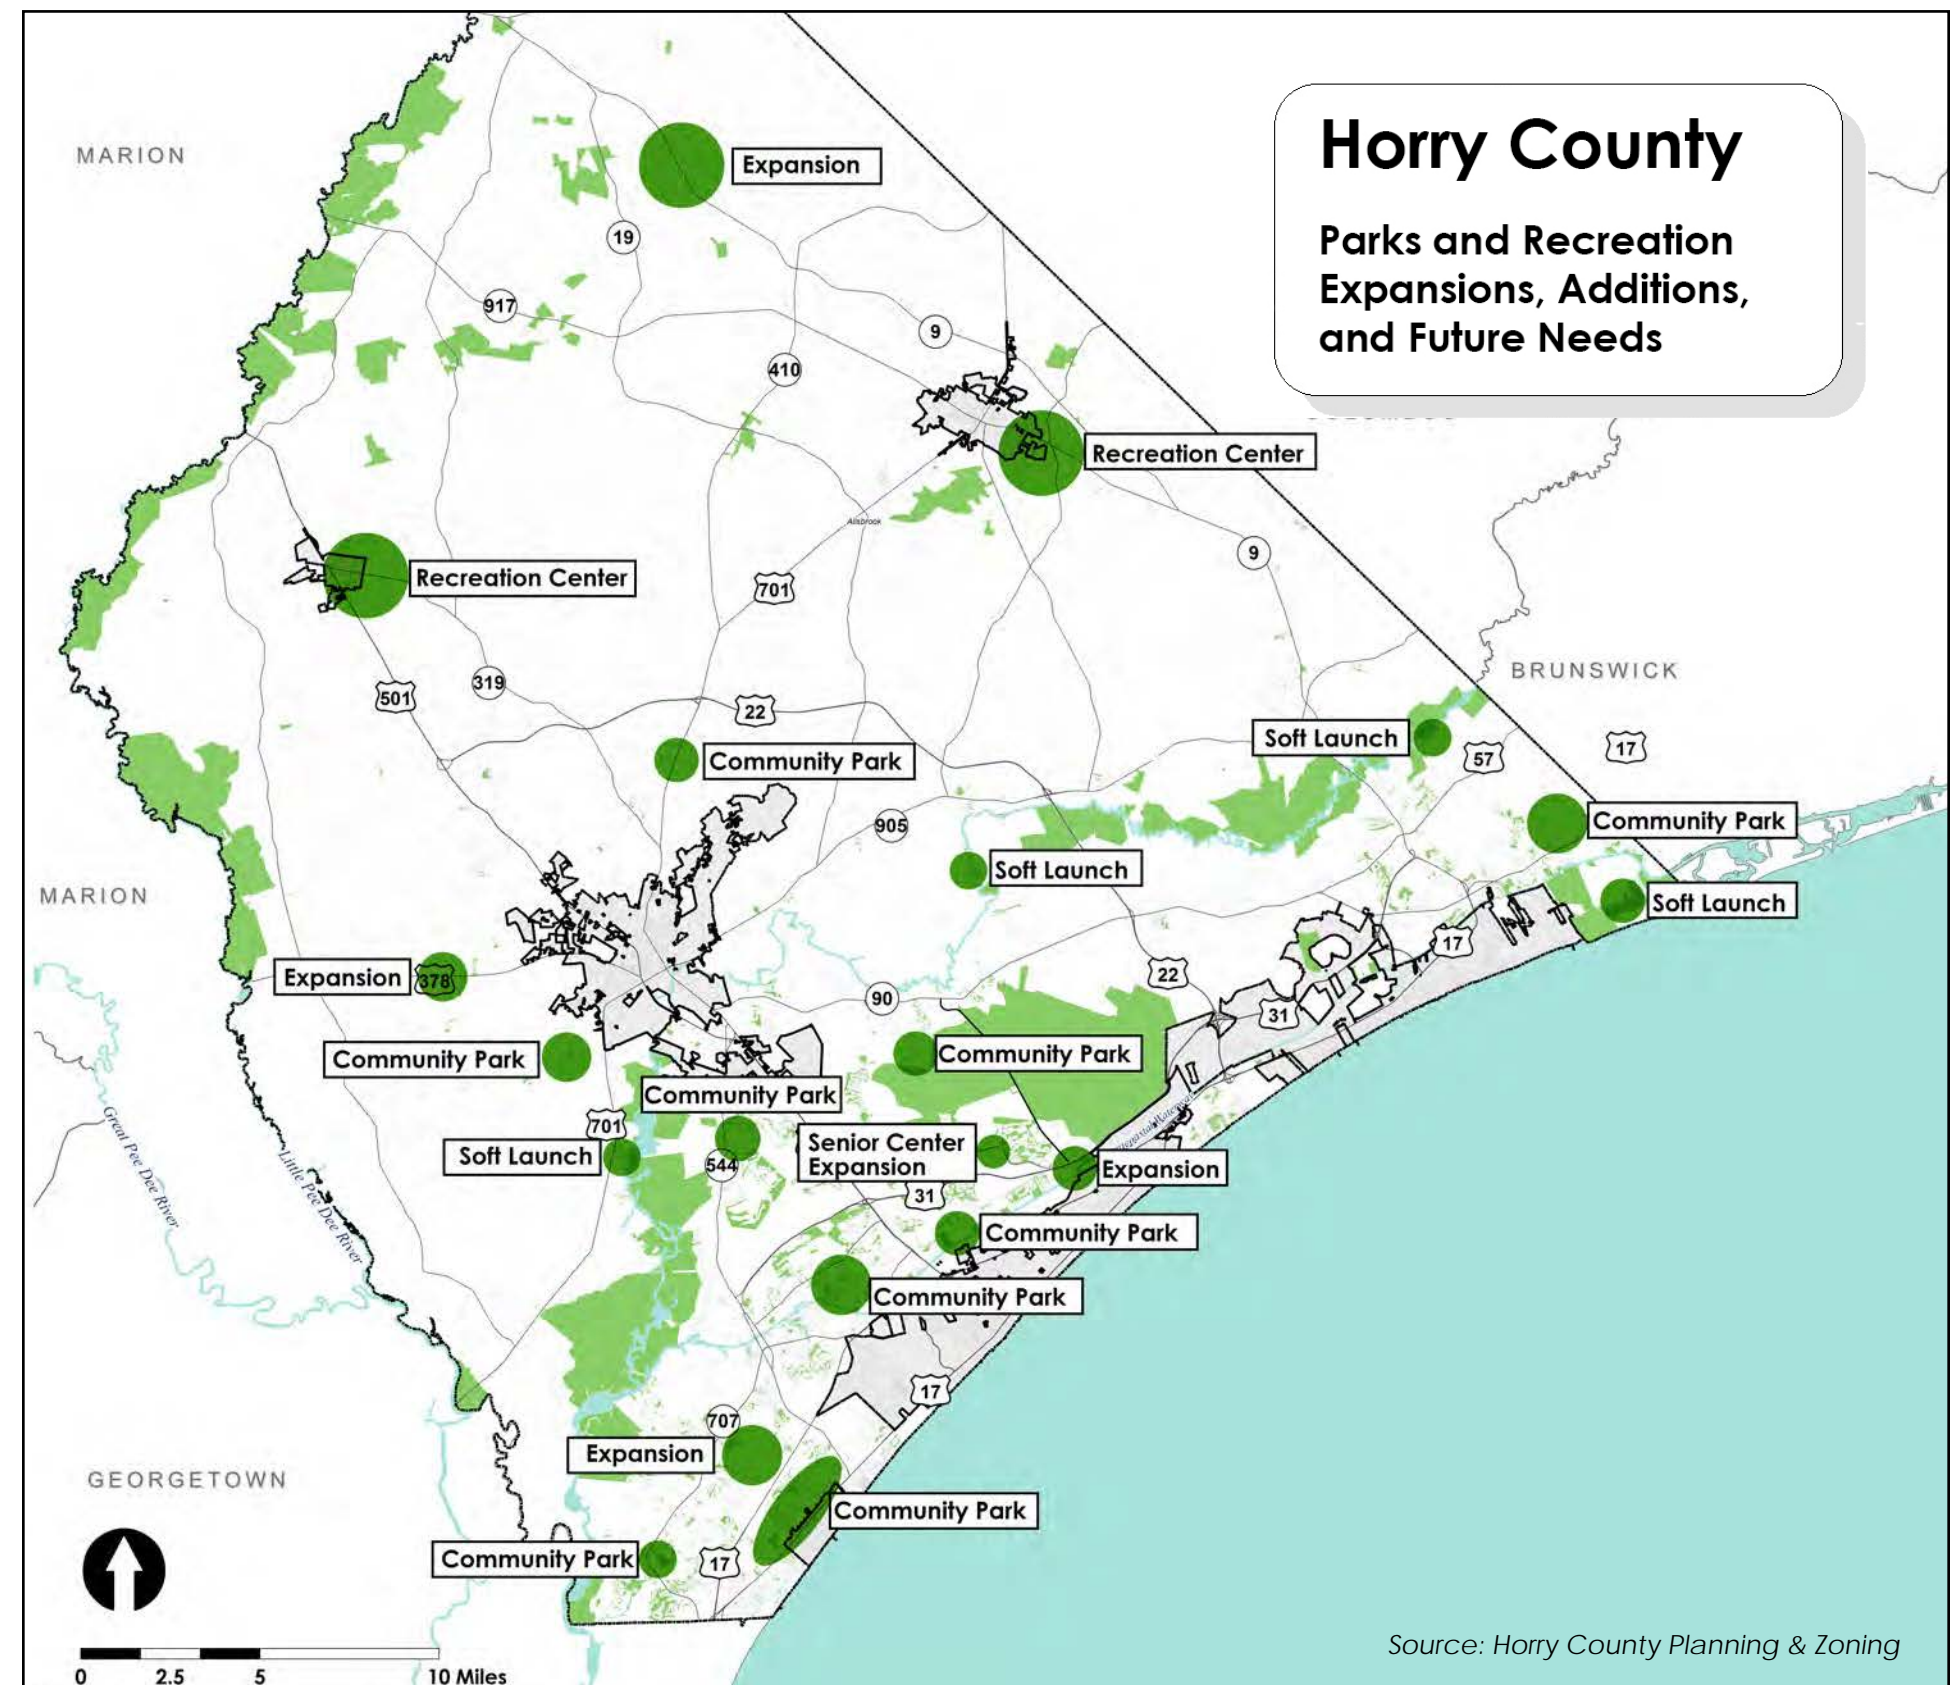 Horry County
Parks and Recreation
Expansions, Additions,
and Future Needs
MARION
Expansion
19
917
9
410
Recreation Center
Allsbrook
9
Recreation Center
701
319
501
22
BRUNSWICK
Soft Launch
17
57
Community Park
905
Community Park
Soft Launch
MARION
Soft Launch
17
Expansion
378
22
90
31
Community Park
Community Park
Community Park
701
Great Pee Dee River
Little Pee Dee River
Soft Launch
544
Senior Center
Expansion
Expansion
31
Community Park
Community Park
17
707
Expansion
GEORGETOWN
Community Park
Community Park
17
Source: Horry County Planning & Zoning
0 2.5 5 10 Miles